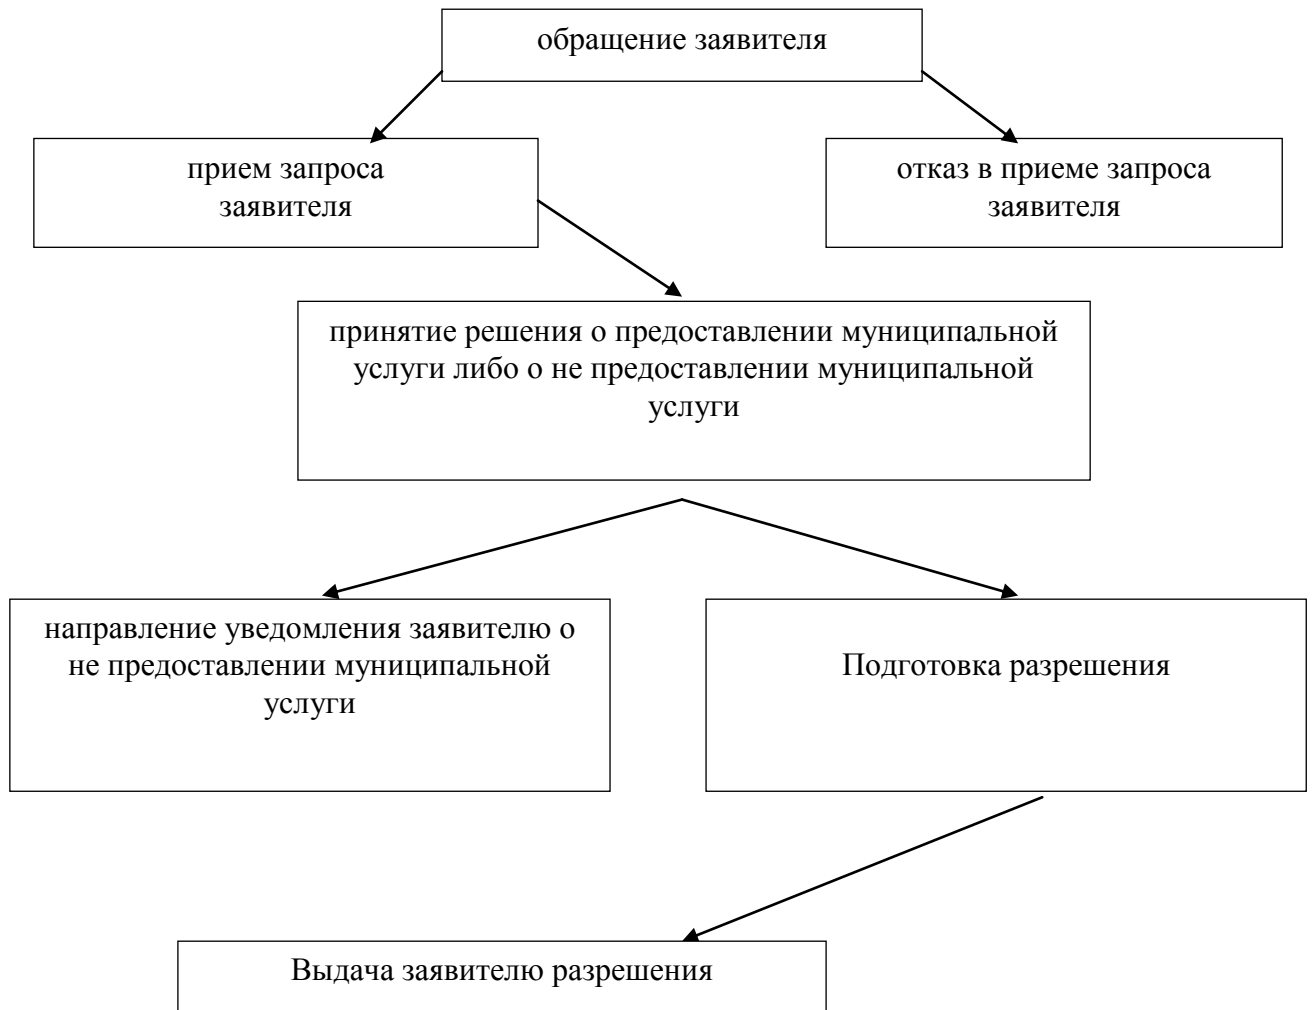 обращение заявителя
прием запроса
заявителя
отказ в приеме запроса
заявителя
принятие решения о предоставлении муниципальной
услуги либо о не предоставлении муниципальной
услуги
направление уведомления заявителю о
не предоставлении муниципальной
услуги
Подготовка разрешения
Выдача заявителю разрешения